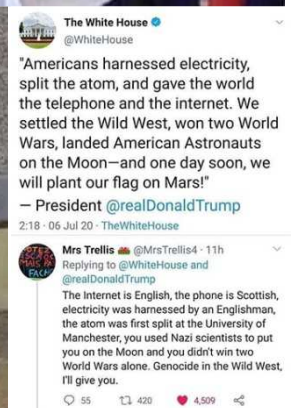 The White House
@WhiteHouse
"Americans harnessed electricity,
split the atom, and gave the world
the telephone and the internet. We
settled the Wild West, won two World
Wars, landed American Astronauts
on the Moon—and one day soon, we
will plant our flag on Mars!"
– President @realDonaldTrump
2:18 · 06 Jul 20 · TheWhiteHouse
Mrs Trellis @MrsTrellis4 · 11h
Replying to @WhiteHouse and
@realDonaldTrump
The Internet is English, the phone is Scottish,
electricity was harnessed by an Englishman,
the atom was first split at the University of
Manchester, you used Nazi scientists to put
you on the Moon and you didn't win two
World Wars alone. Genocide in the Wild West,
I'll give you.
55 420 4,509